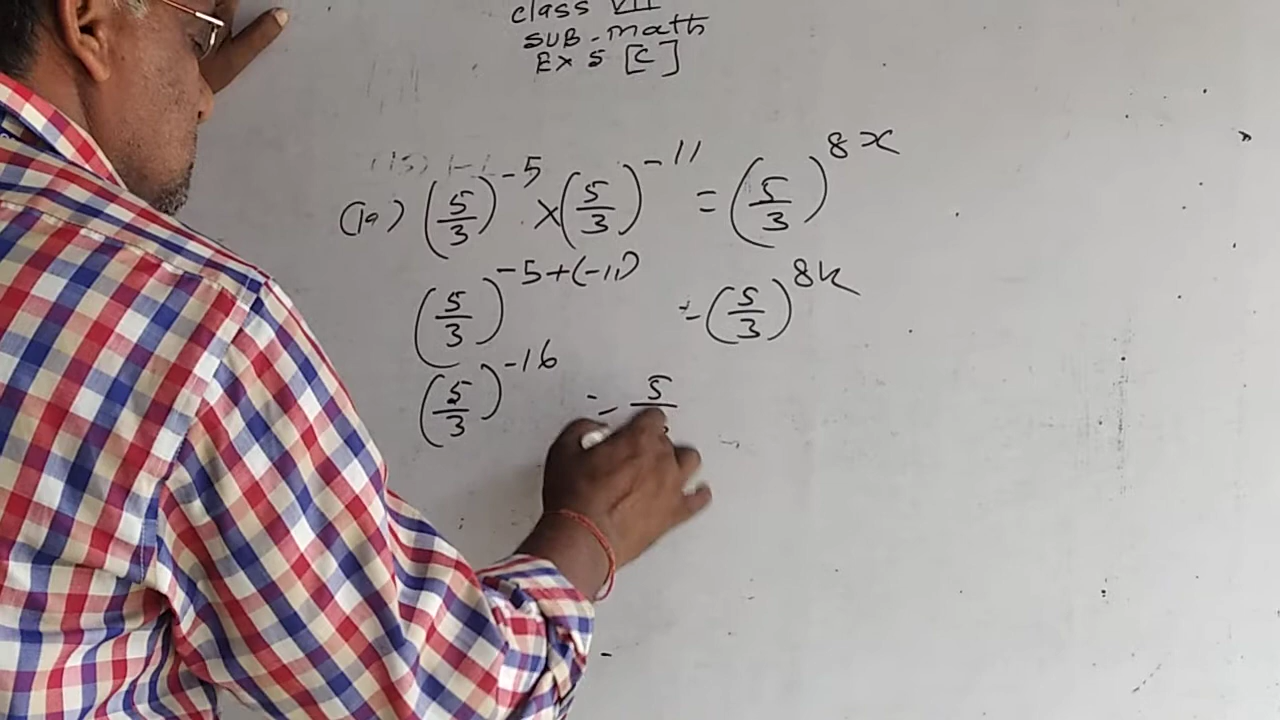 class VII
SUB - math
Ex 5 [C]
(19) (5/3)^-5 × (5/3)^-11 = (5/3)^8x
(5/3)^-5+(-11) = (5/3)^8x
(5/3)^-16 = 5